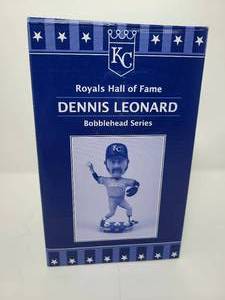 KC
Royals Hall of Fame
DENNIS LEONARD
Bobblehead Series